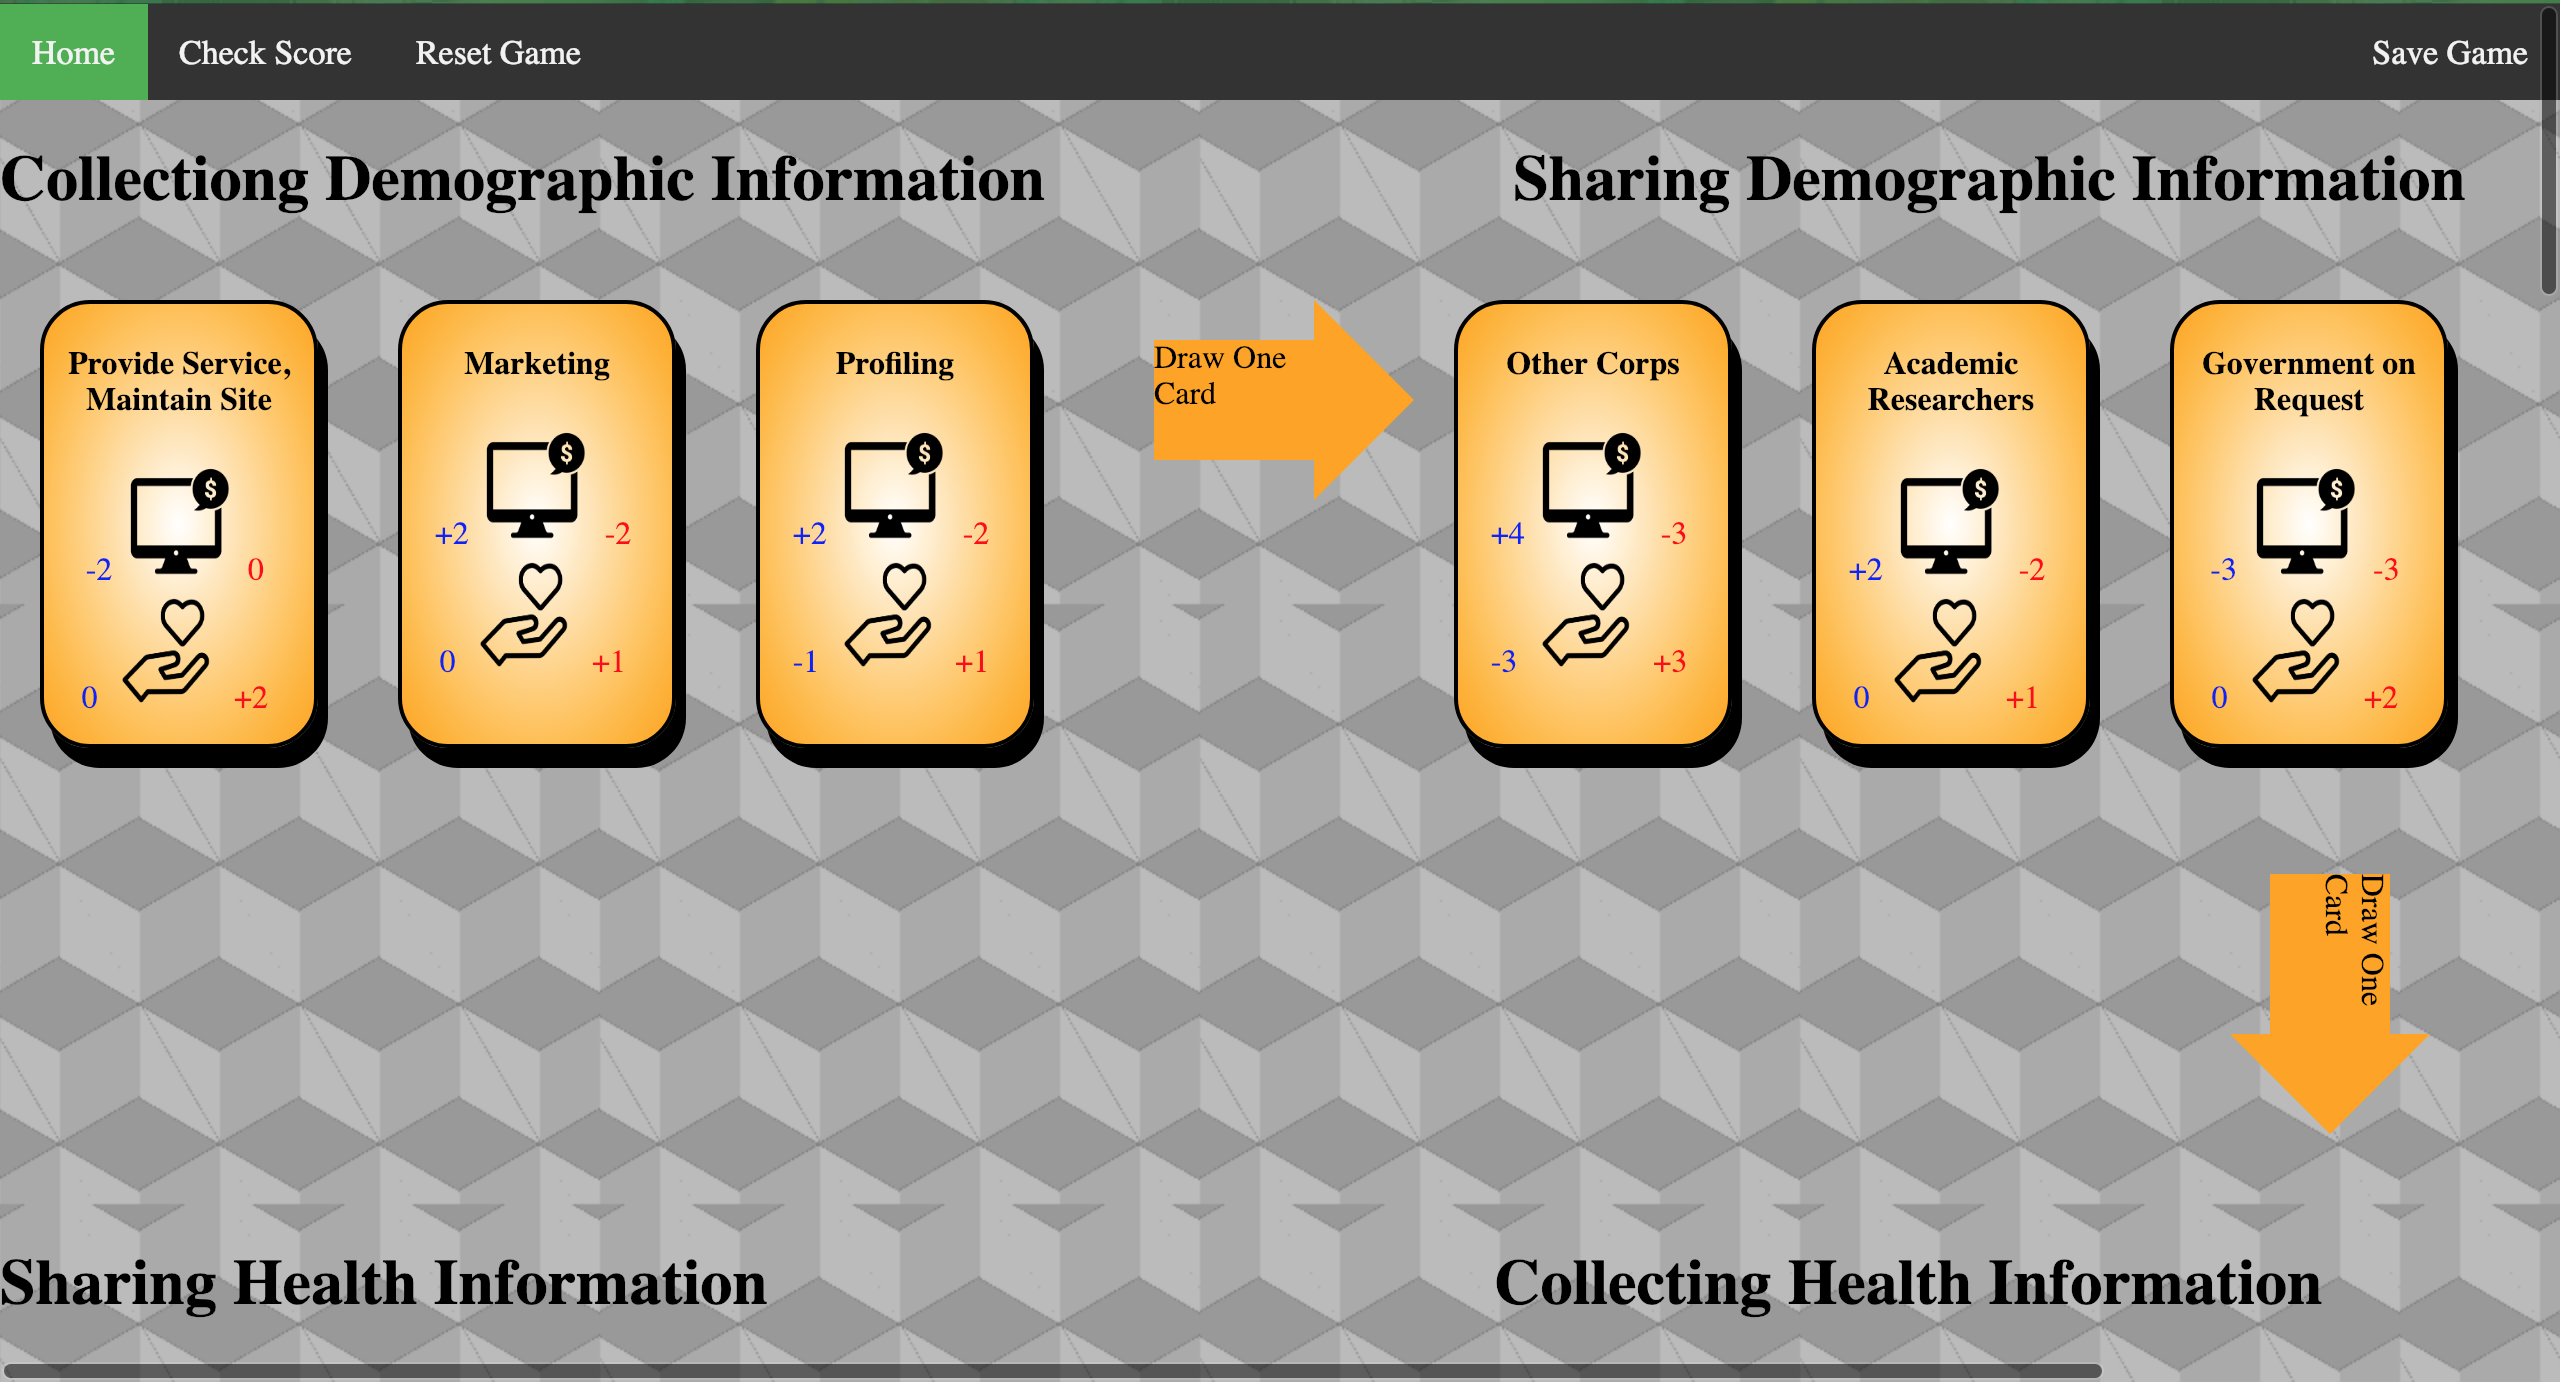 Home Check Score Reset Game Save Game
Collectiong Demographic Information
Sharing Demographic Information
Provide Service,
Maintain Site
$
-2 0
0 +2
Marketing
$
+2 -2
0 +1
Profiling
$
+2 -2
-1 +1
Draw One
Card
Other Corps
$
+4 -3
-3 +3
Academic
Researchers
$
+2 -2
0 +1
Government on
Request
$
-3 -3
0 +2
Draw One
Card
Sharing Health Information
Collecting Health Information